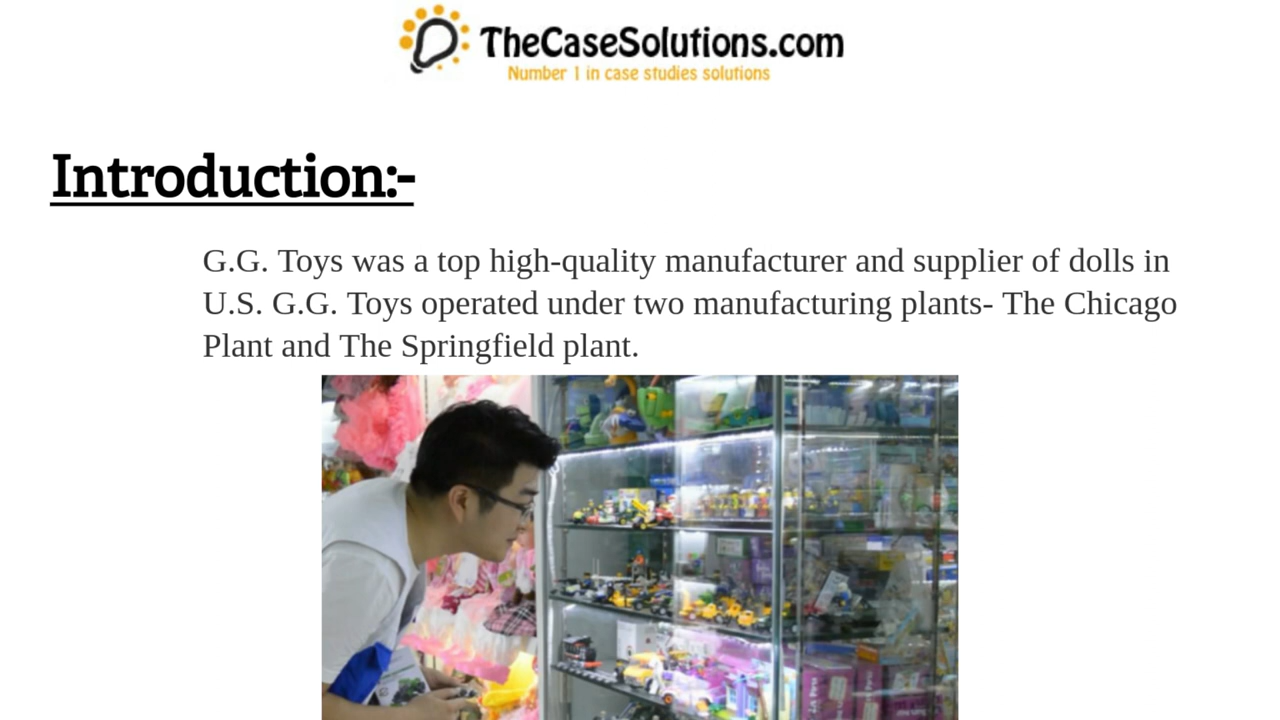 TheCaseSolutions.com
Number 1 in case studies solutions
Introduction:-
G.G. Toys was a top high-quality manufacturer and supplier of dolls in
U.S. G.G. Toys operated under two manufacturing plants- The Chicago
Plant and The Springfield plant.